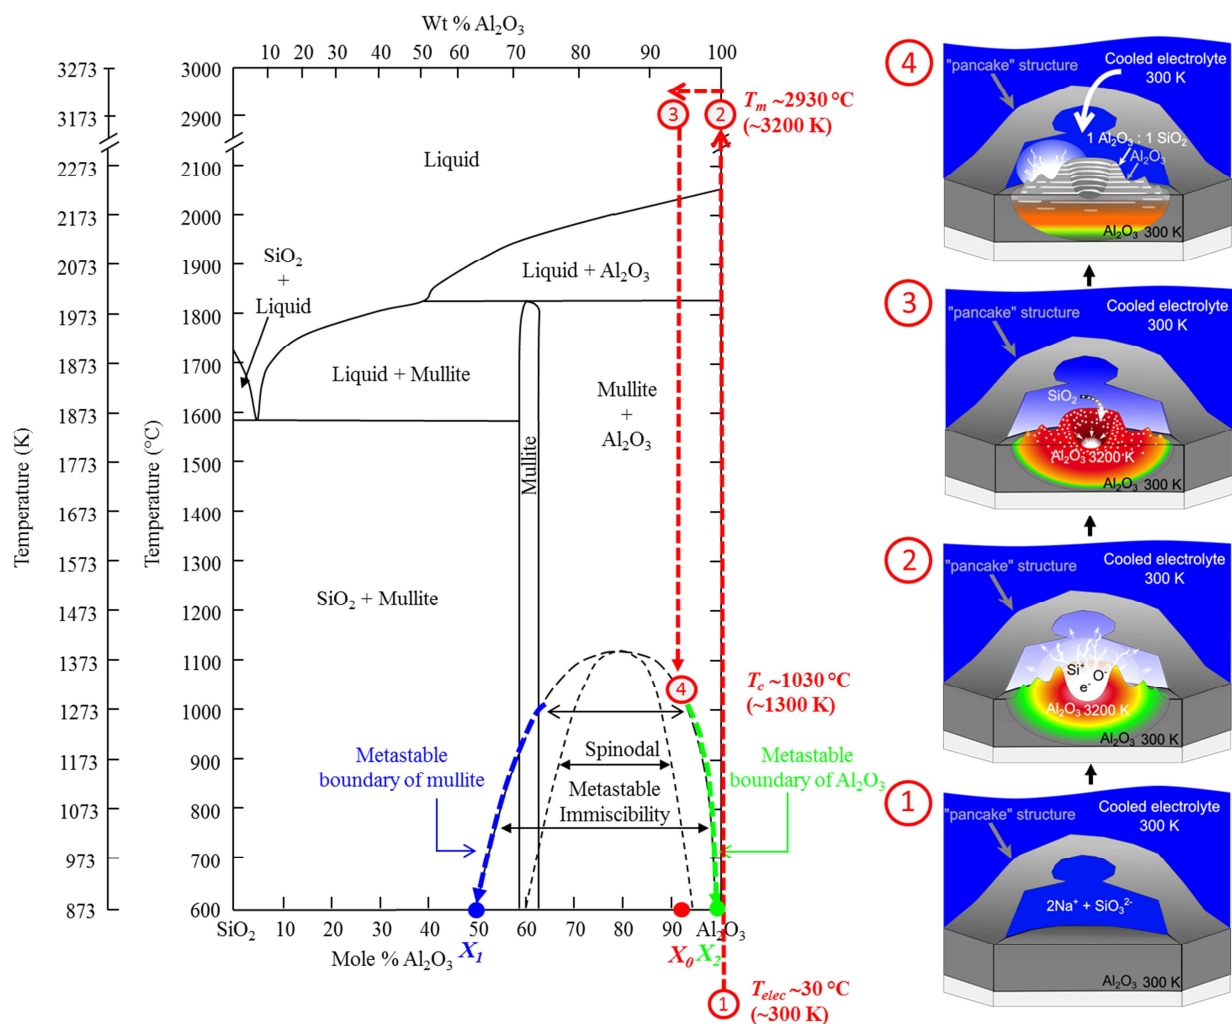 Wt % Al₂O₃
10 20 30 40 50 60 70 80 90 100
3273
3173
2273
2173
2073
1973
1873
1873
1773
1673
1573
1473
1373
1273
1173
1073
973
873
Temperature (K)
3000
2900
2100
2000
1900
1800
1700
1600
1500
1400
1300
1200
1100
1000
900
800
700
600
Temperature (°C)
Liquid
SiO₂
+
Liquid
Liquid + Al₂O₃
Liquid + Mullite
Mullite
+
Al₂O₃
Mullite
SiO₂ + Mullite
Spinodal
Metastable
Immiscibility
Metastable
boundary of mullite
Metastable
boundary of Al₂O₃
3
2
Tm ~2930 °C
(~3200 K)
4
Tc ~1030 °C
(~1300 K)
SiO₂ 10 20 30 40 50 60 70 80 90 Al₂O₃
Mole % Al₂O₃
X₁
X₀
X₂
1
Telec ~30 °C
(~300 K)
4
"pancake" structure
Cooled electrolyte
300 K
1 Al₂O₃ : 1 SiO₂
Al₂O₃
Al₂O₃ 300 K
3
"pancake" structure
Cooled electrolyte
300 K
SiO₂
Al₂O₃ 3200 K
Al₂O₃ 300 K
2
"pancake" structure
Cooled electrolyte
300 K
Si⁺
O⁻
e⁻
Al₂O₃ 3200 K
Al₂O₃ 300 K
1
"pancake" structure
Cooled electrolyte
300 K
2Na⁺ + SiO₃²⁻
Al₂O₃ 300 K